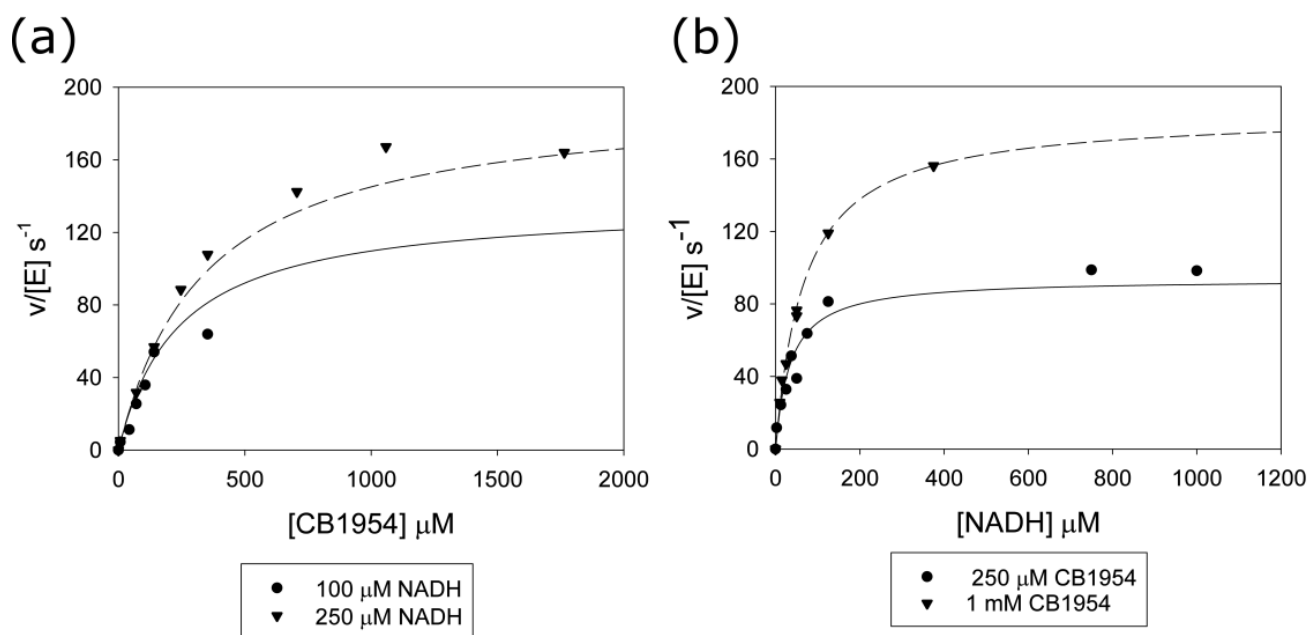 (a)
(b)
v/[E] s⁻¹
200
160
120
80
40
0
0 500 1000 1500 2000
[CB1954] μM
100 μM NADH
250 μM NADH
v/[E] s⁻¹
200
160
120
80
40
0
0 200 400 600 800 1000 1200
[NADH] μM
250 μM CB1954
1 mM CB1954